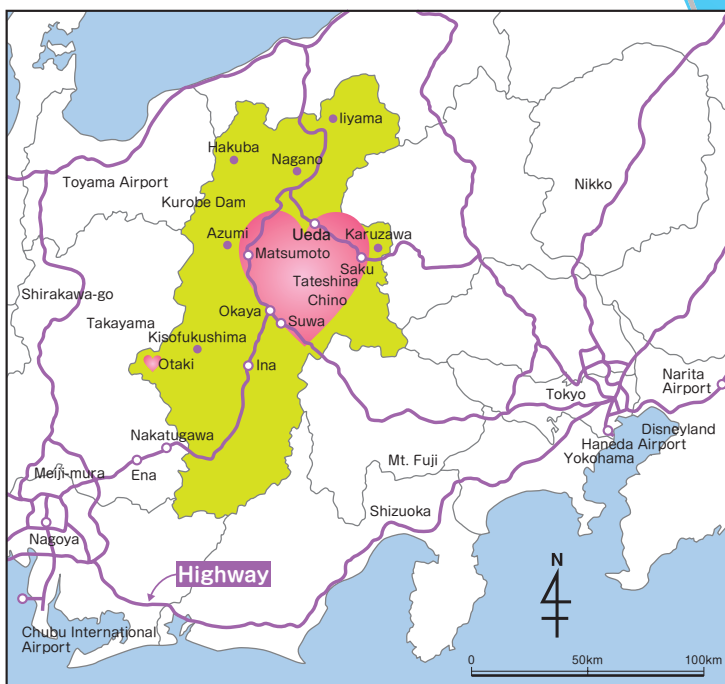 Iiyama
Hakuba
Nagano
Toyama Airport
Nikko
Kurobe Dam
Azumi
Ueda
Karuzawa
Matsumoto
Saku
Tateshina
Chino
Shirakawa-go
Takayama
Okaya
Suwa
Kisofukushima
Otaki
Ina
Narita
Airport
Tokyo
Disneyland
Haneda Airport
Yokohama
Nakatugawa
Ena
Meiji-mura
Mt. Fuji
Shizuoka
Nagoya
Highway
N
Chubu International
Airport
0
50km
100km